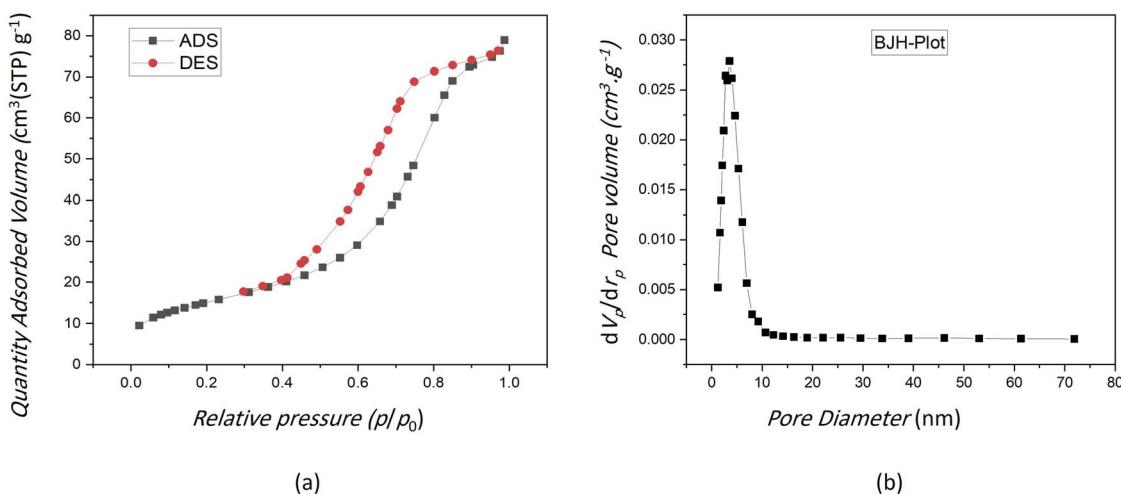 Quantity Adsorbed Volume (cm³(STP) g⁻¹)
80
70
60
50
40
30
20
10
0
ADS
DES
0.0 0.2 0.4 0.6 0.8 1.0
Relative pressure (p/p₀)
(a)
dVₚ/drₚ Pore volume (cm³.g⁻¹)
0.030
0.025
0.020
0.015
0.010
0.005
0.000
BJH-Plot
0 10 20 30 40 50 60 70 80
Pore Diameter (nm)
(b)